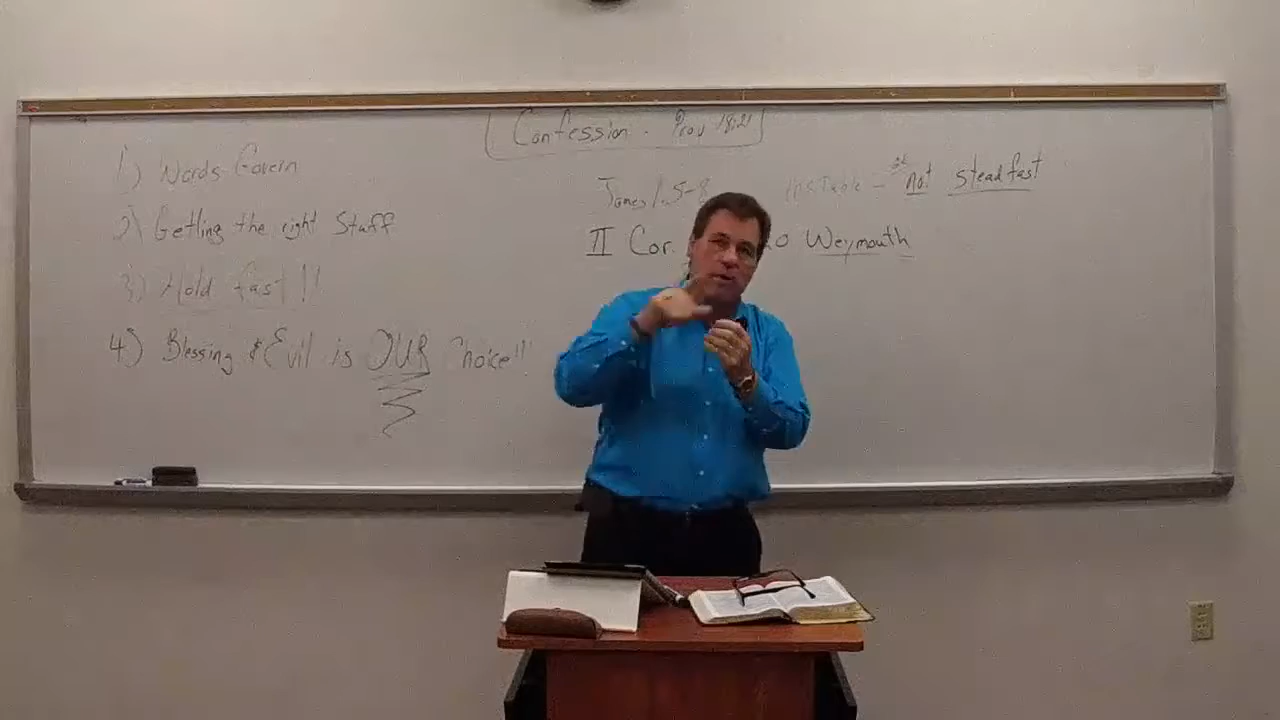 Confession - Prov 18:21
1) Words Govern
2) Getting the right Stuff
3) Hold fast!!
4) Blessing & Evil is OUR Choice!!!
James 1:5-8 - not steadfast
II Cor. 20 Weymouth